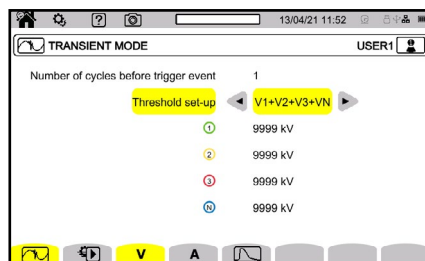 ?
13/04/21 11:52
TRANSIENT MODE
USER1
Number of cycles before trigger event 1
Threshold set-up V1+V2+V3+VN
1 9999 kV
2 9999 kV
3 9999 kV
N 9999 kV
V A